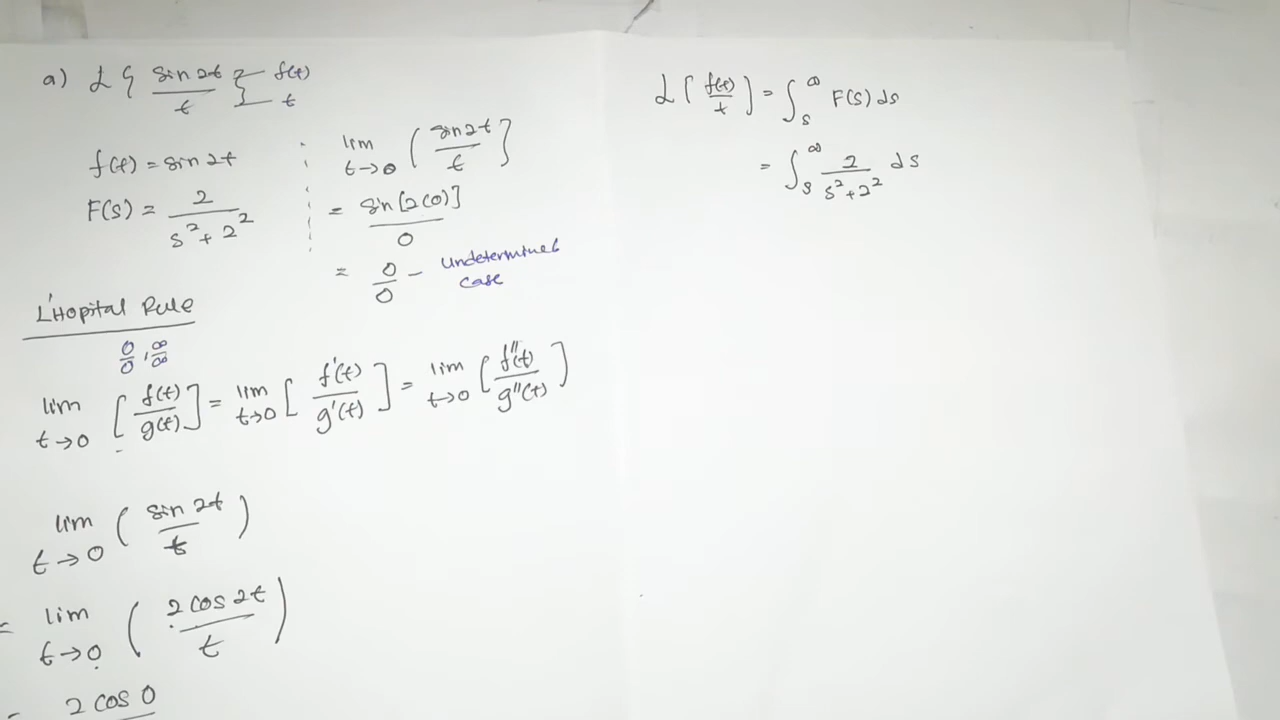 a) ℒ { sin 2t / t } f(t) / t
f(t) = sin 2t
F(s) = 2 / s² + 2²
lim t→0 ( sin 2t / t ]
= sin [2(0)] / 0
= 0/0 – undetermined
case
L'Hopital Rule
0/0 , ∞/∞
lim t→0 [ f(t) / g(t) ] = lim t→0 [ f'(t) / g'(t) ] = lim t→0 [ f''(t) / g''(t) ]
lim t→0 ( sin 2t / t )
= lim t→0 ( 2 cos 2t / t )
= 2 cos 0
ℒ [ f(t) / t ] = ∫ₛ^∞ F(s) ds
= ∫ₛ^∞ 2 / s² + 2² ds